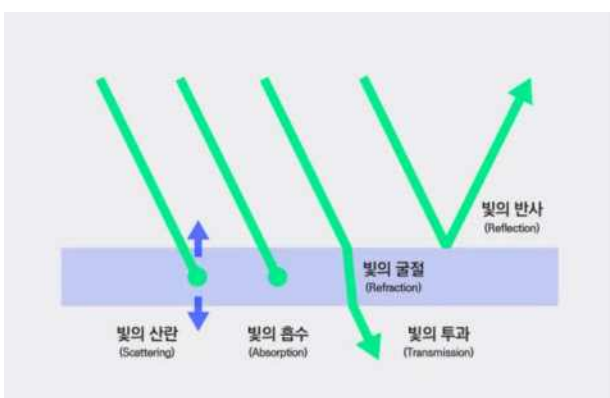 빛의 반사
(Reflection)
빛의 굴절
(Refraction)
빛의 산란
(Scattering)
빛의 흡수
(Absorption)
빛의 투과
(Transmission)